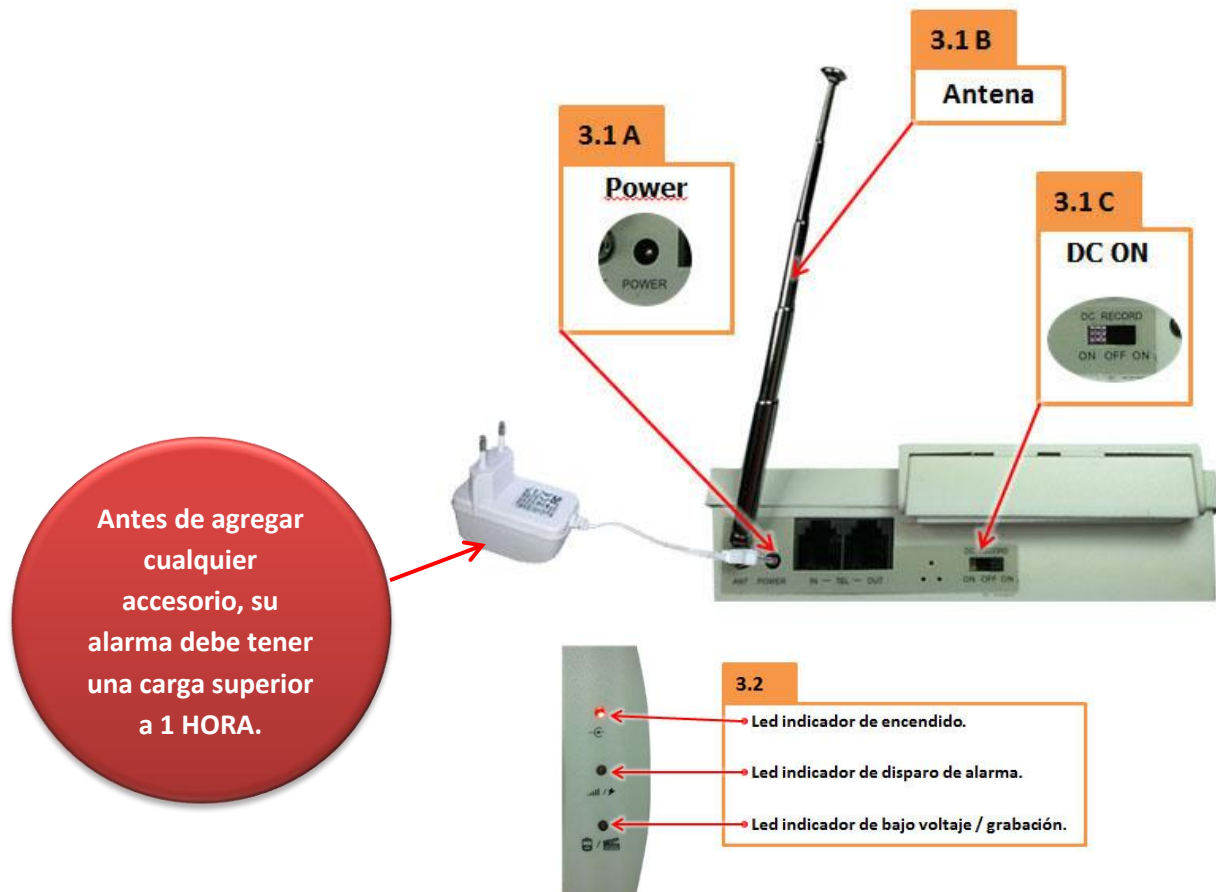 3.1 B
Antena
3.1 A
Power
POWER
3.1 C
DC ON
DC RECORD
ON OFF ON
ANT POWER IN — TEL — OUT
DC RECORD
ON OFF ON
Antes de agregar
cualquier
accesorio, su
alarma debe tener
una carga superior
a 1 HORA.
3.2
Led indicador de encendido.
Led indicador de disparo de alarma.
Led indicador de bajo voltaje / grabación.